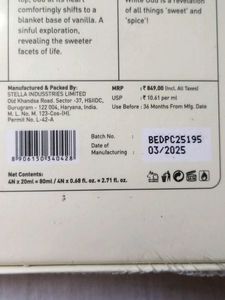 top, Oud at its heart
comfortingly shifts to a
blanket base of vanilla. A
sinful exploration,
revealing the sweeter
facets of life.
White Oud is a revelation
of all things 'sweet' and
'spice'!
Manufactured & Packed By:
STELLA INDUSTRIES LIMITED
Old Khandsa Road, Sector -37, HSIIDC,
Gurugram - 122 004, Haryana, India.
M. L. No. M. 123-Cos-(H),
Permit No. L-42-A
MRP : ₹ 849.00 (Incl. All Taxes)
USP : ₹ 10.61 per ml
Use Before : 36 Months From Mfg. Date
Batch No. : BEDPC25195
Date of Manufacturing : 03/2025
8906150340428
CONTENT:
4N x 20ml = 80ml / 4N x 0.68 fl. oz. = 2.71 fl. oz.